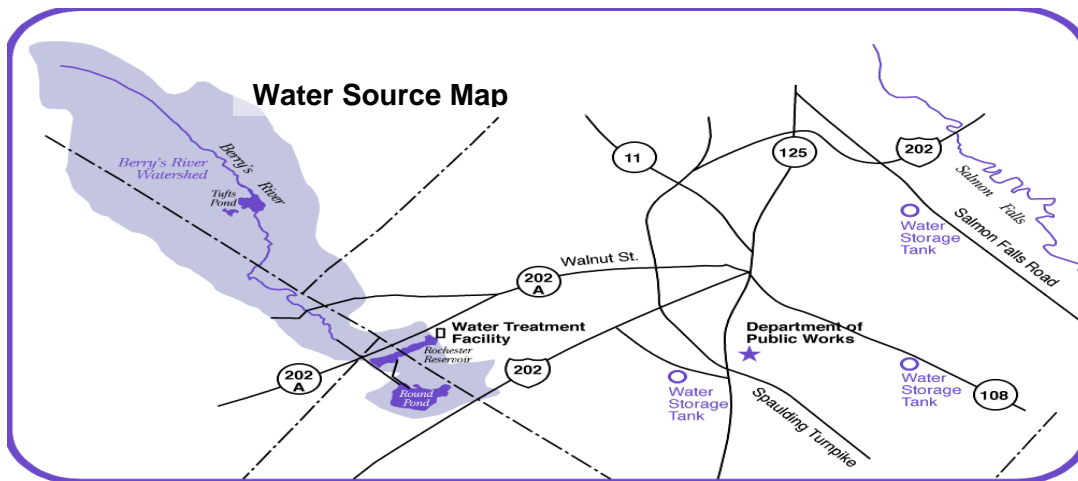 Water Source Map
Berry's River
Watershed
Berry's
River
Tufts
Pond
11
125
202
Salmon
Falls
Salmon Falls Road
Water
Storage
Tank
Walnut St.
202
A
Water Treatment
Facility
Rochester
Reservoir
Department of
Public Works
202
A
202
Round
Pond
Water
Storage
Tank
Water
Storage
Tank
108
Spaulding Turnpike